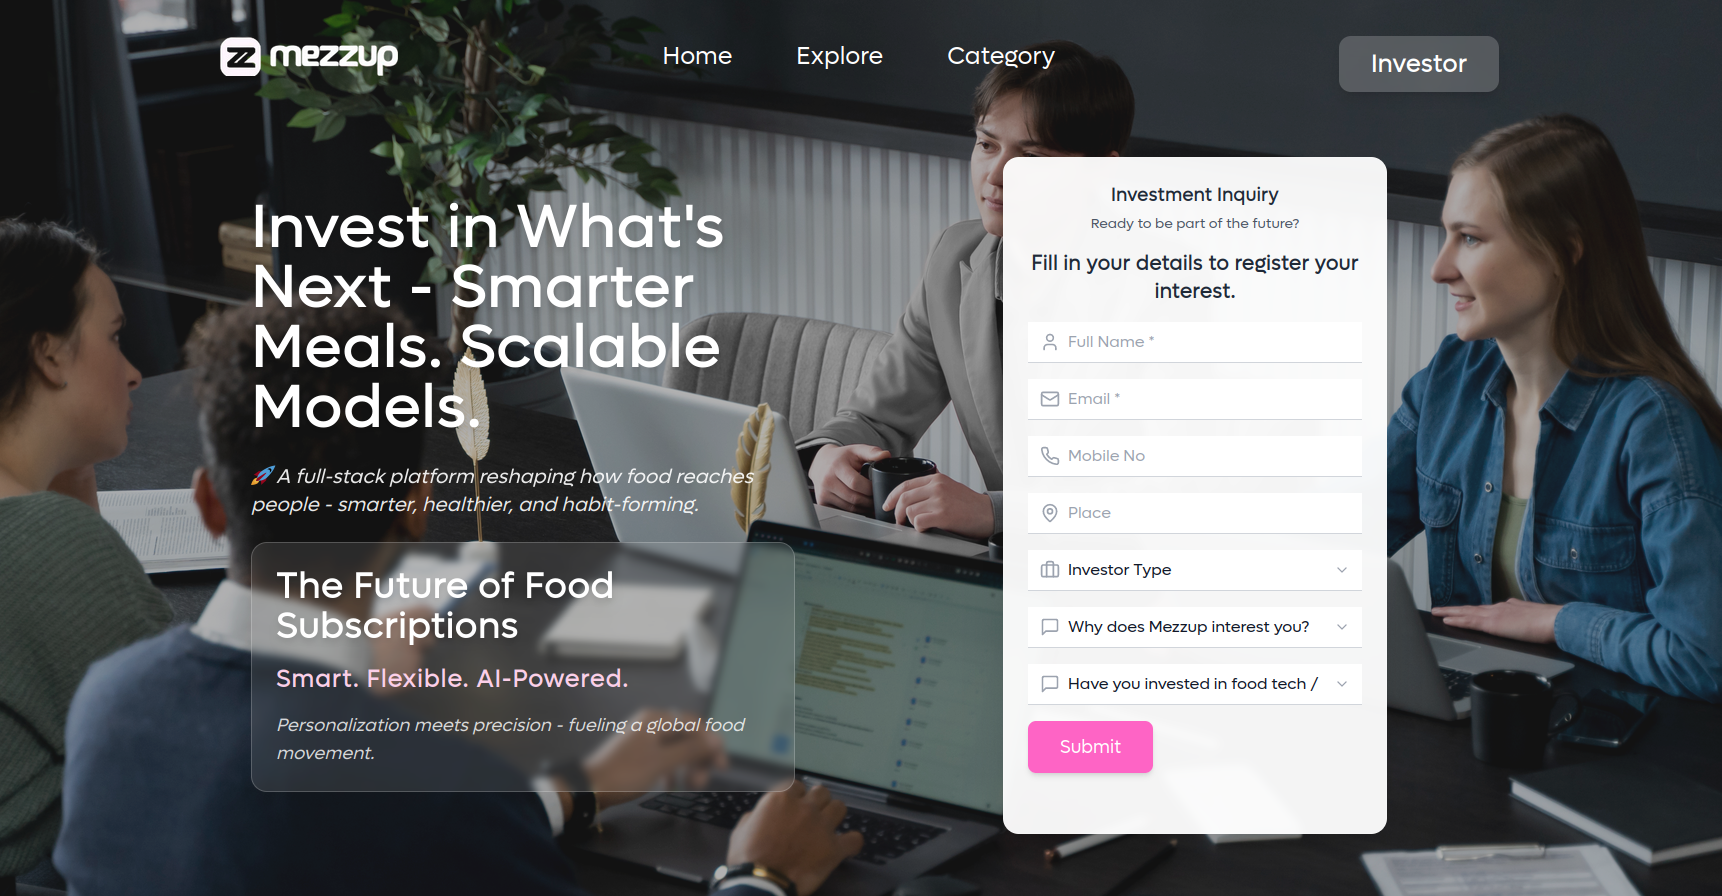 mezzup
Home
Explore
Category
Investor
Invest in What's
Next - Smarter
Meals. Scalable
Models.
🚀 A full-stack platform reshaping how food reaches
people - smarter, healthier, and habit-forming.
The Future of Food
Subscriptions
Smart. Flexible. AI-Powered.
Personalization meets precision - fueling a global food
movement.
Investment Inquiry
Ready to be part of the future?
Fill in your details to register your
interest.
Full Name *
Email *
Mobile No
Place
Investor Type
Why does Mezzup interest you?
Have you invested in food tech /
Submit